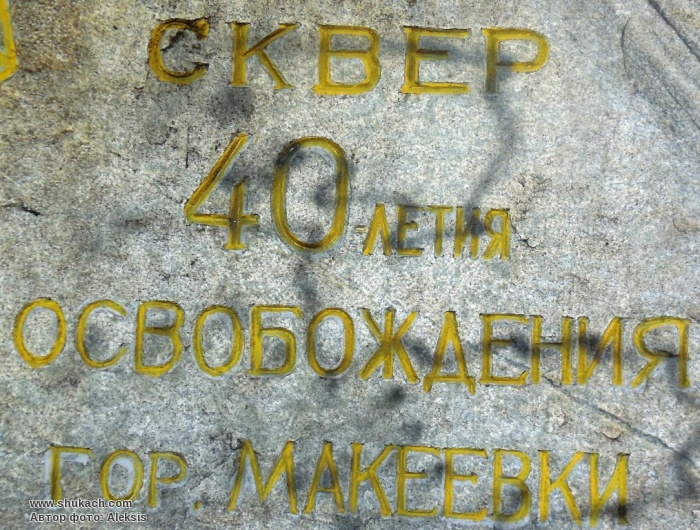 СКВЕР
40-ЛЕТИЯ
ОСВОБОЖДЕНИЯ
ГОР. МАКЕЕВКИ
www.shukach.com
Автор фото: Aleksis